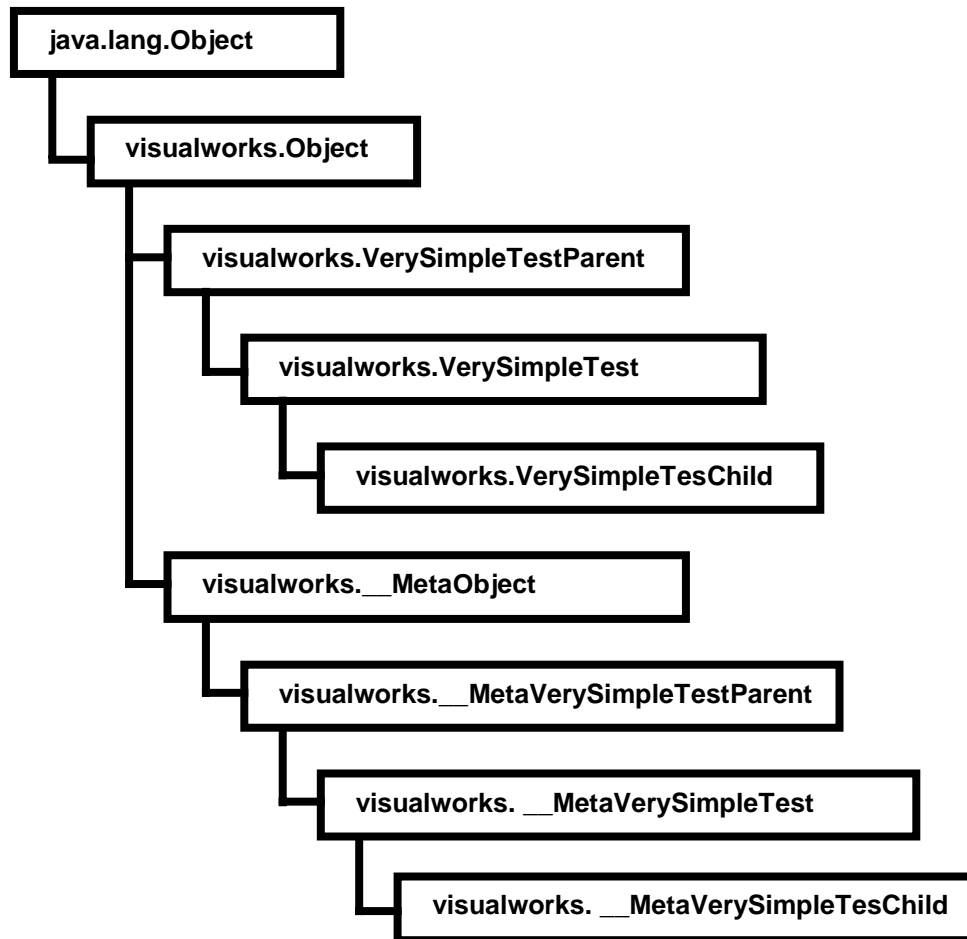 java.lang.Object
visualworks.Object
visualworks.VerySimpleTestParent
visualworks.VerySimpleTest
visualworks.VerySimpleTesChild
visualworks.__MetaObject
visualworks.__MetaVerySimpleTestParent
visualworks. __MetaVerySimpleTest
visualworks. __MetaVerySimpleTesChild